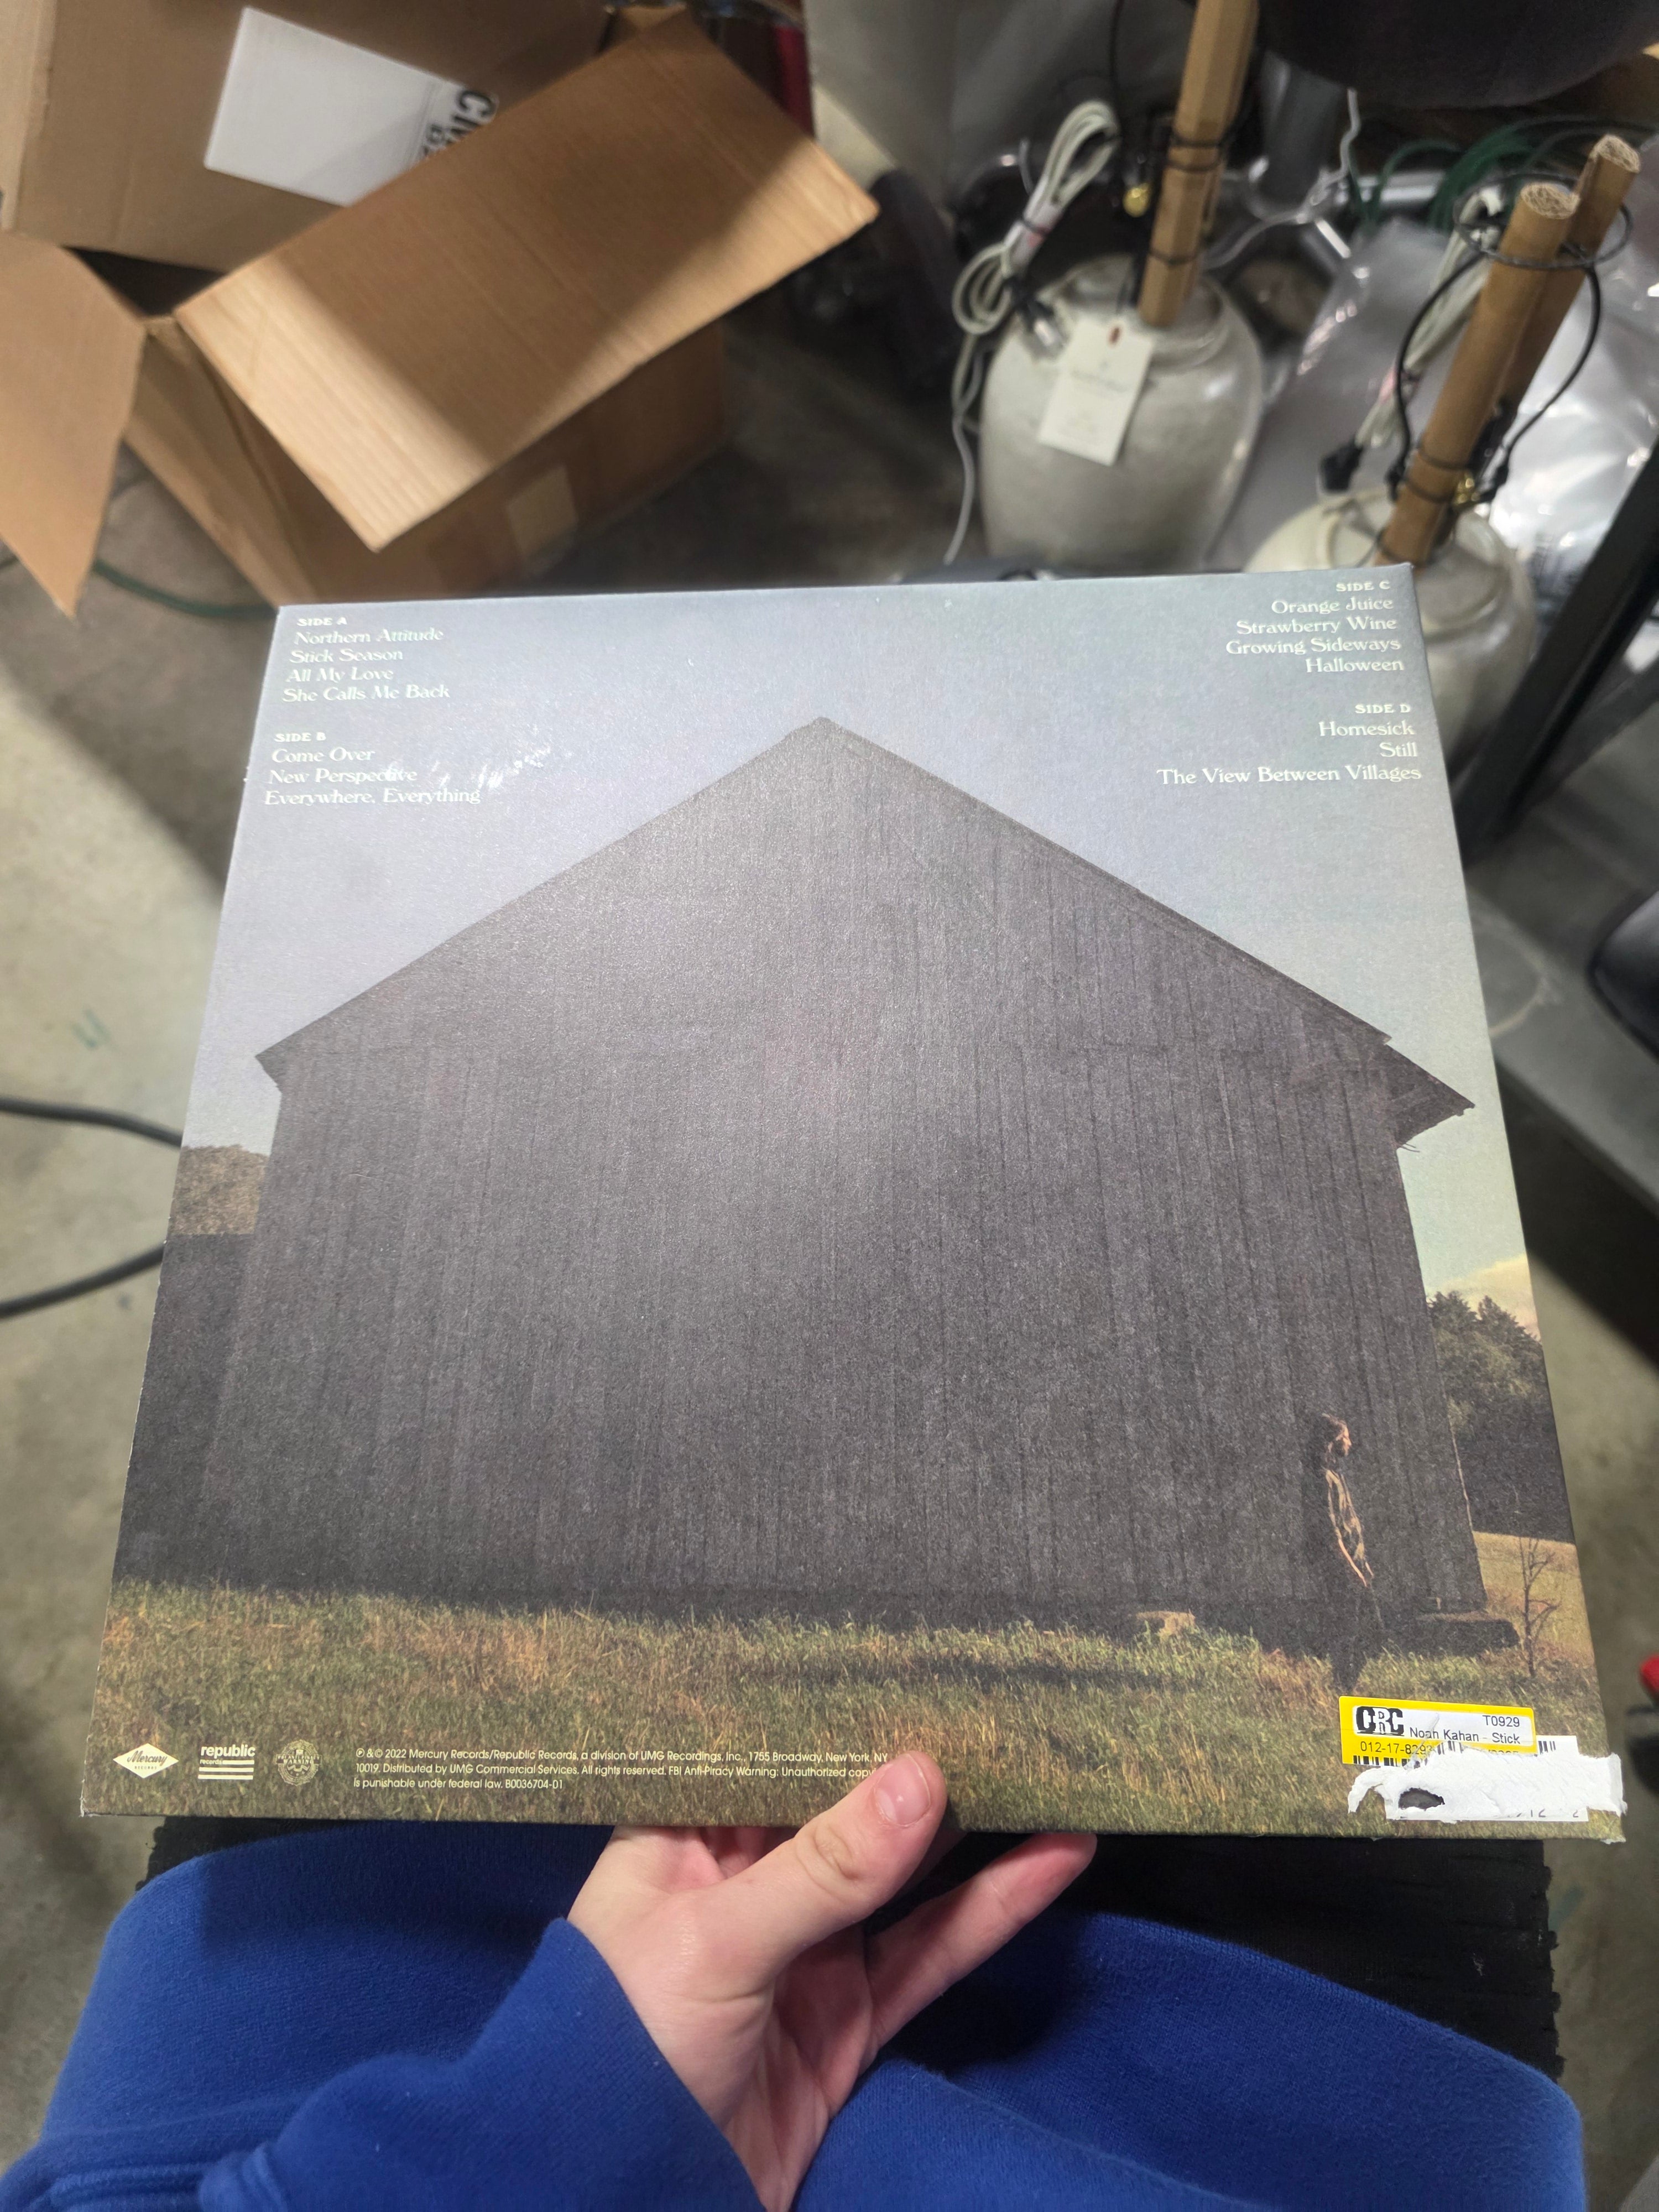 SIDE A
Northern Attitude
Stick Season
All My Love
She Calls Me Back
SIDE B
Come Over
New Perspective
Everywhere, Everything
SIDE C
Orange Juice
Strawberry Wine
Growing Sideways
Halloween
SIDE D
Homesick
Still
The View Between Villages
Mercury
RECORDS
republic
records
℗ & © 2022 Mercury Records/Republic Records, a division of UMG Recordings, Inc., 1755 Broadway, New York, NY
10019. Distributed by UMG Commercial Services. All rights reserved. FBI Anti-Piracy Warning: Unauthorized
is punishable under federal law. B0036704-01
CRC
T0929
Noah Kahan - Stick